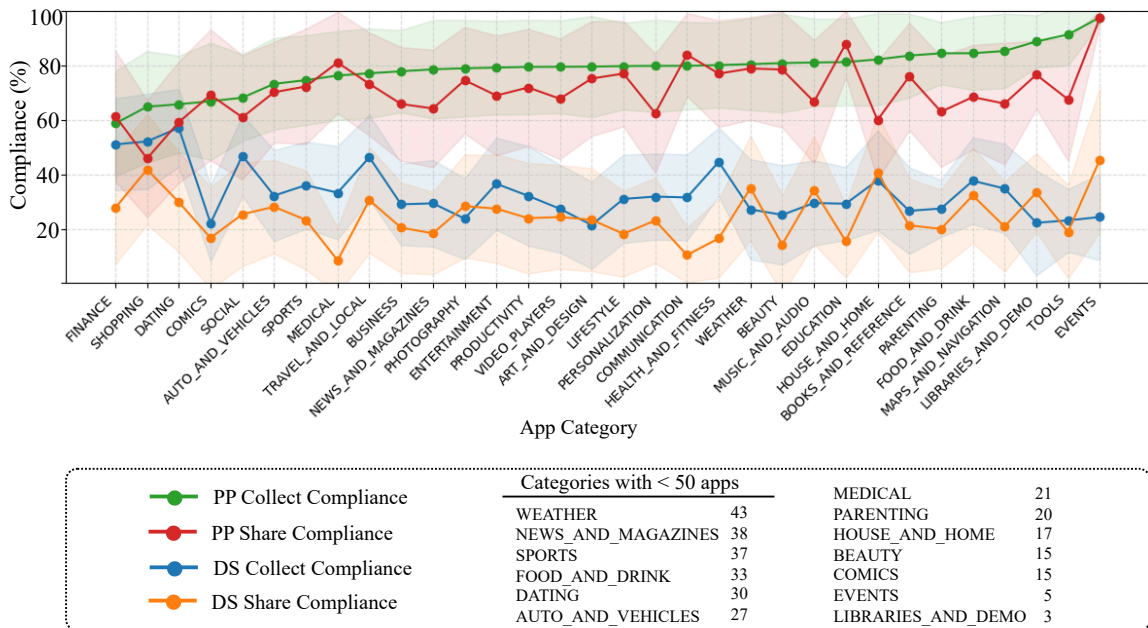 100
80
60
40
20
Compliance (%)
FINANCE
SHOPPING
DATING
COMICS
SOCIAL
AUTO_AND_VEHICLES
SPORTS
MEDICAL
TRAVEL_AND_LOCAL
BUSINESS
NEWS_AND_MAGAZINES
PHOTOGRAPHY
ENTERTAINMENT
PRODUCTIVITY
VIDEO_PLAYERS
ART_AND_DESIGN
LIFESTYLE
PERSONALIZATION
COMMUNICATION
HEALTH_AND_FITNESS
WEATHER
BEAUTY
MUSIC_AND_AUDIO
EDUCATION
HOUSE_AND_HOME
BOOKS_AND_REFERENCE
PARENTING
FOOD_AND_DRINK
MAPS_AND_NAVIGATION
LIBRARIES_AND_DEMO
TOOLS
EVENTS
App Category
PP Collect Compliance
PP Share Compliance
DS Collect Compliance
DS Share Compliance
Categories with < 50 apps
WEATHER 43
NEWS_AND_MAGAZINES 38
SPORTS 37
FOOD_AND_DRINK 33
DATING 30
AUTO_AND_VEHICLES 27
MEDICAL 21
PARENTING 20
HOUSE_AND_HOME 17
BEAUTY 15
COMICS 15
EVENTS 5
LIBRARIES_AND_DEMO 3